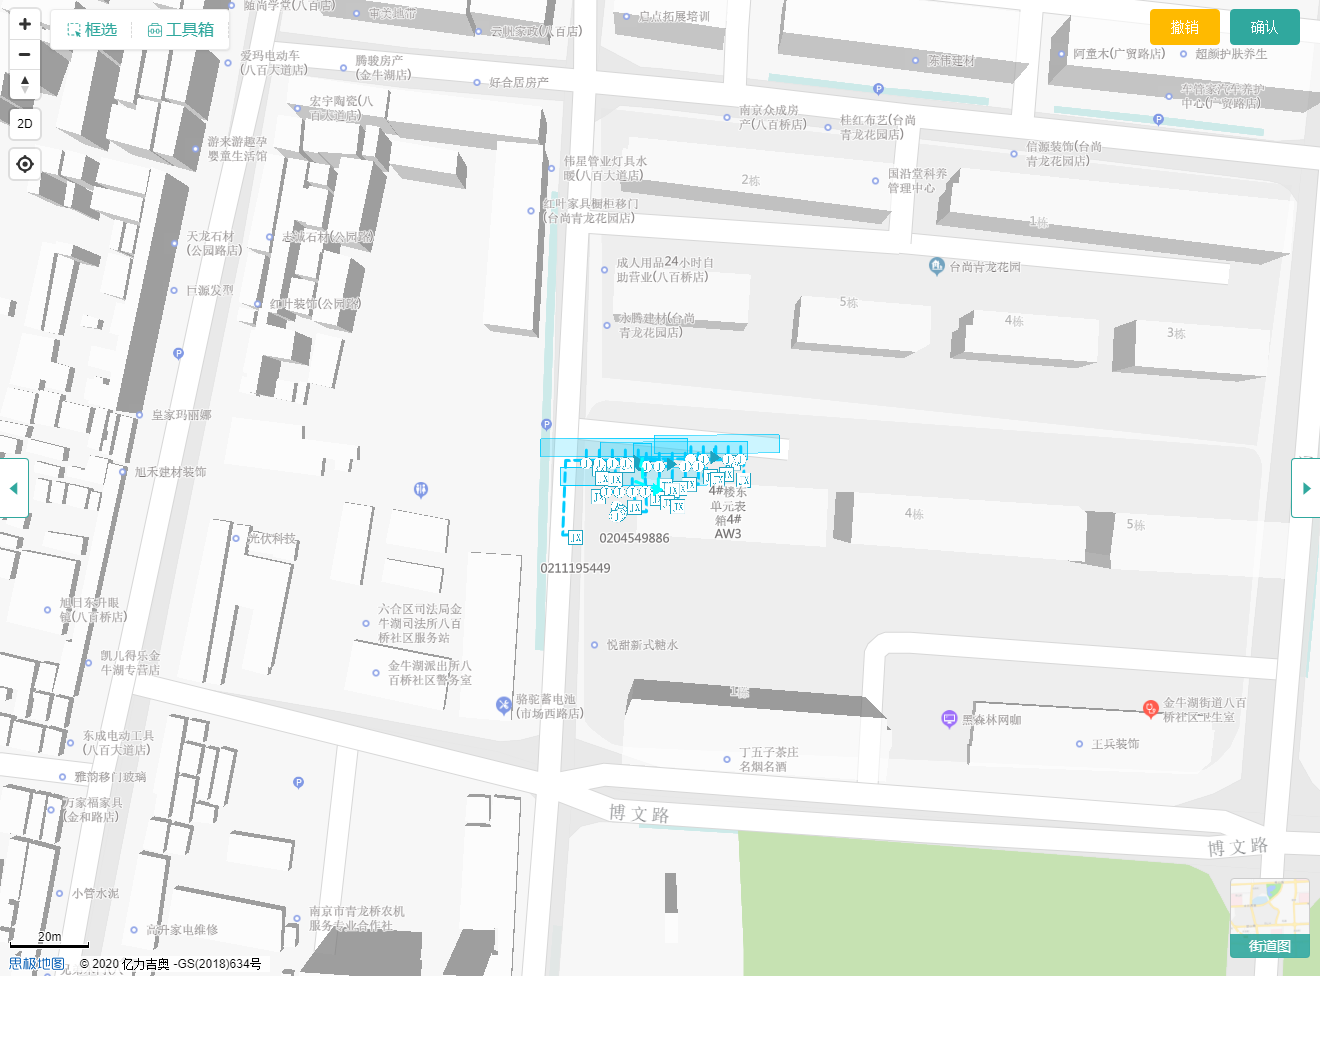 随尚学堂(八百店)
审美地带
云帆家政(八百店)
启点拓展培训
框选
工具箱
撤销
确认
爱玛电动车
(八百大道店)
腾骏房产
(金牛湖店)
好合居房产
陈伟建材
阿童木(广贸路店)
超颜护肤养生
车管家汽车养护
中心(广贸路店)
2D
宏宇陶瓷(八
百大道店)
南京众成房
产(八百桥店)
桂红布艺(台尚
青龙花园店)
信源装饰(台尚
青龙花园店)
游来游趣孕
婴童生活馆
伟星管业灯具水
暖(八百大道店)
2栋
国沿堂科养
管理中心
红叶家具橱柜移门
(台尚青龙花园店)
1栋
天龙石材
(公园路店)
志诚石材(公园路)
成人用品24小时自
助营业(八百桥店)
台尚青龙花园
巨源发型
红叶装饰(公园路)
永腾建材(台尚
青龙花园店)
5栋
4栋
3栋
皇家玛丽娜
旭禾建材装饰
4#楼东
单元表
箱4#
AW3
4栋
5栋
光伏科技
JX
0204549886
0211195449
旭日东升眼
镜(八百桥店)
六合区司法局金
牛湖司法所八百
桥社区服务站
悦甜新式糖水
凯儿得乐金
牛湖专营店
金牛湖派出所八
百桥社区警务室
骆驼蓄电池
(市场西路店)
1栋
黑森林网咖
金牛湖街道八百
桥社区卫生室
王兵装饰
东成电动工具
(八百大道店)
丁五子茶庄
名烟名酒
雅韵移门玻璃
万家福家具
(金和路店)
博文路
博文路
小管水泥
高升家电维修
南京市青龙桥农机
服务专业合作社
20m
街道图
思极地图
© 2020 亿力吉奥 -GS(2018)634号